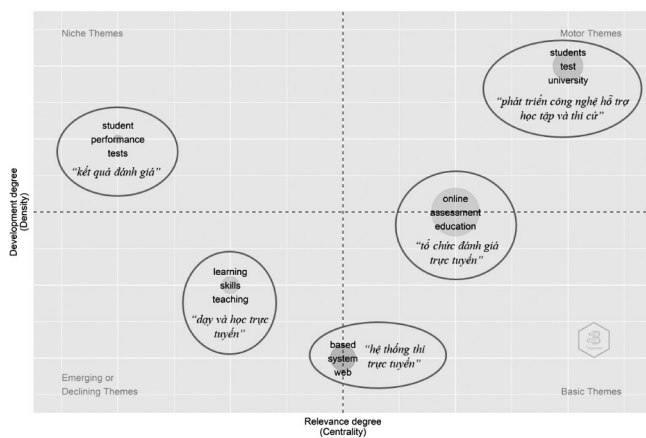 Niche Themes
Motor Themes
students
test
university
“phát triển công nghệ hỗ trợ
học tập và thi cử”
student
performance
tests
“kết quả đánh giá”
online
assessment
education
“tổ chức đánh giá
trực tuyến”
learning
skills
teaching
“dạy và học trực
tuyến”
based
system
web
“hệ thống thi
trực tuyến”
Emerging or
Declining Themes
Basic Themes
Development degree
(Density)
Relevance degree
(Centrality)